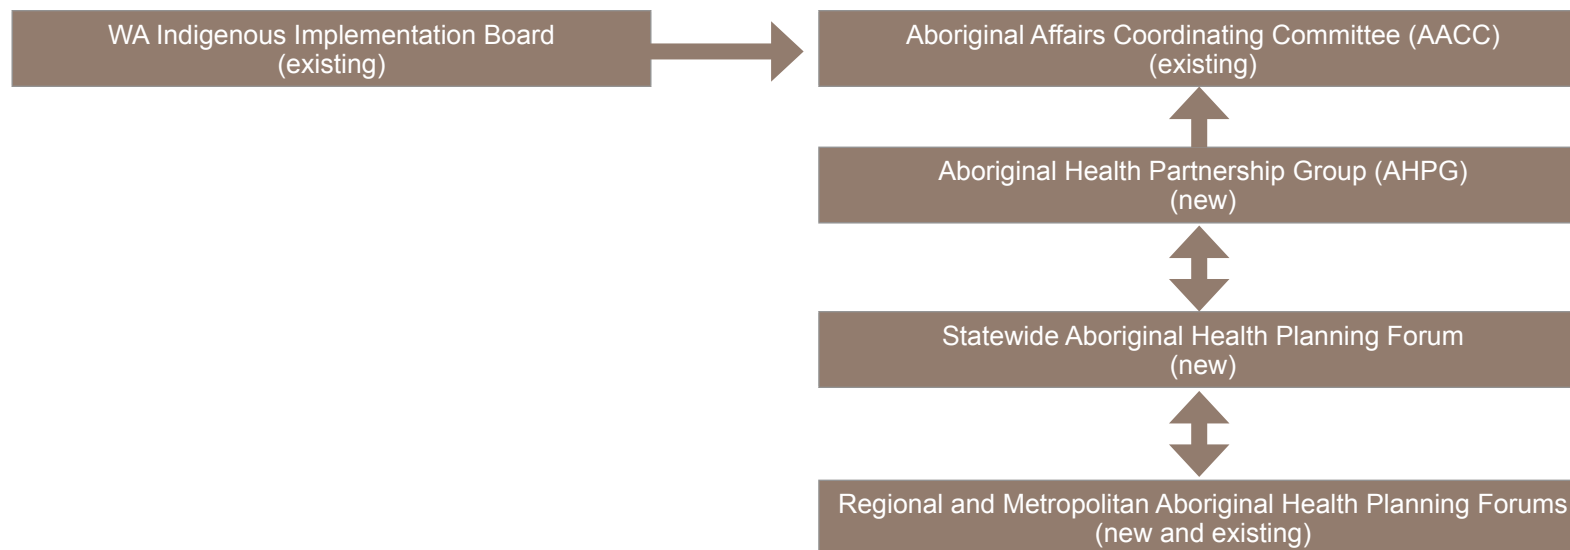 WA Indigenous Implementation Board
(existing)
Aboriginal Affairs Coordinating Committee (AACC)
(existing)
Aboriginal Health Partnership Group (AHPG)
(new)
Statewide Aboriginal Health Planning Forum
(new)
Regional and Metropolitan Aboriginal Health Planning Forums
(new and existing)